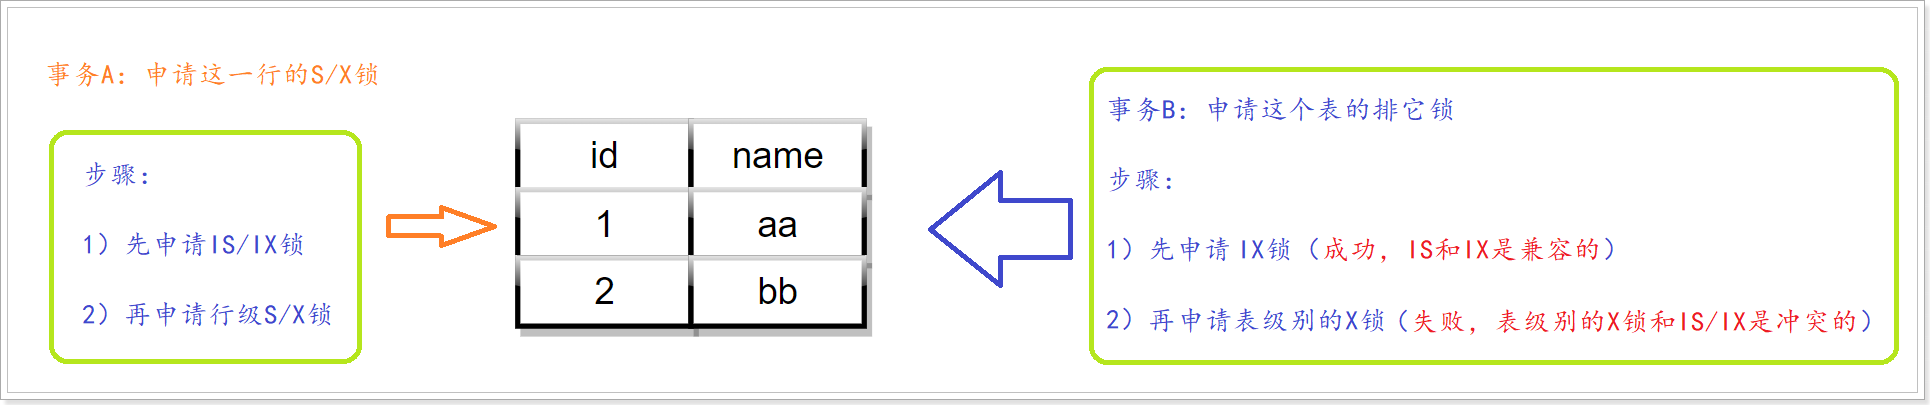 事务A：申请这一行的S/X锁
步骤：
1）先申请IS/IX锁
2）再申请行级S/X锁
id name
1 aa
2 bb
事务B：申请这个表的排它锁
步骤：
1）先申请IX锁（成功，IS和IX是兼容的）
2）再申请表级别的X锁（失败，表级别的X锁和IS/IX是冲突的）